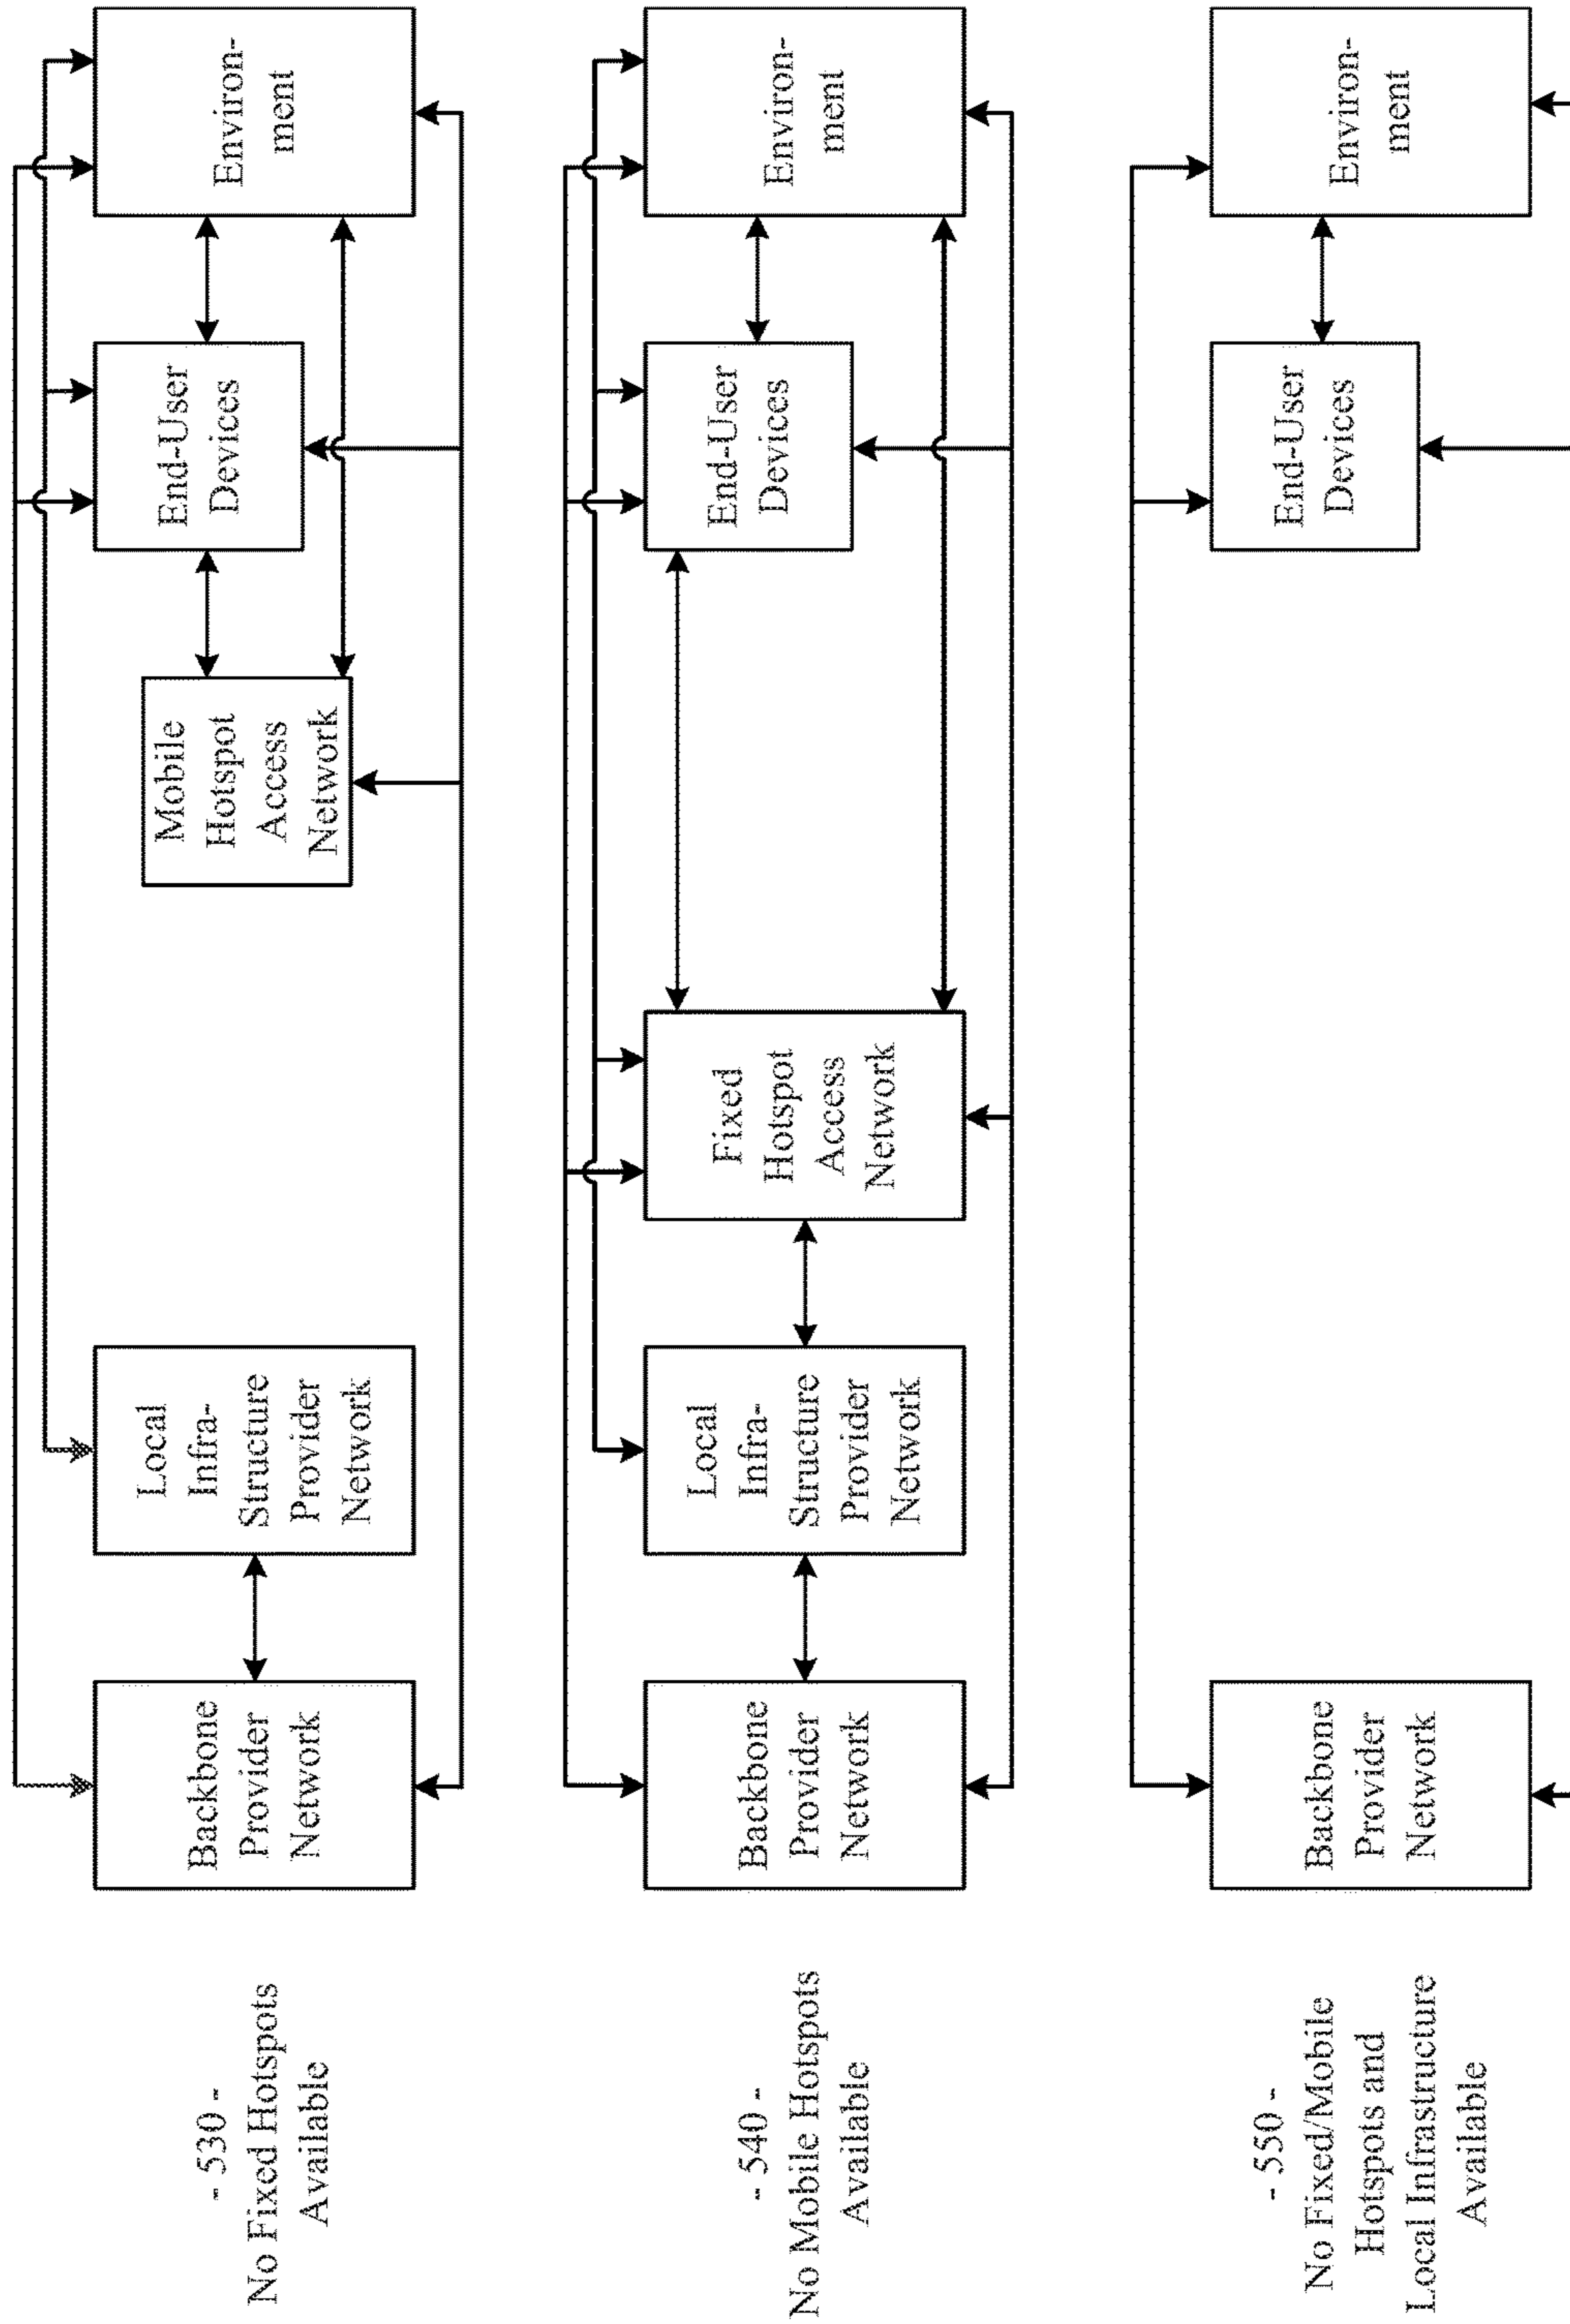 - 530 -
No Fixed Hotspots
Available
Backbone
Provider
Network
Local
Infra-
Structure
Provider
Network
Mobile
Hotspot
Access
Network
End-User
Devices
Environ-
ment
- 540 -
No Mobile Hotspots
Available
Backbone
Provider
Network
Local
Infra-
Structure
Provider
Network
Fixed
Hotspot
Access
Network
End-User
Devices
Environ-
ment
- 550 -
No Fixed/Mobile
Hotspots and
Local Infrastructure
Available
Backbone
Provider
Network
End-User
Devices
Environ-
ment